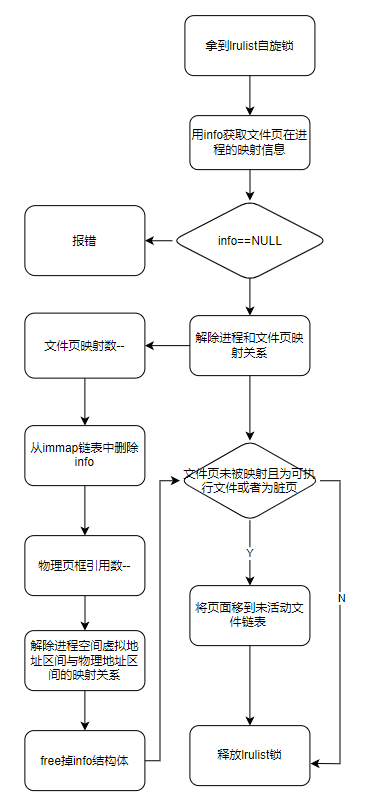 拿到lrulist自旋锁
用info获取文件页在进
程的映射信息
info==NULL
报错
解除进程和文件页映
射关系
文件页映射数--
从immap链表中删除
info
物理页框引用数--
解除进程空间虚拟地
址区间与物理地址区
间的映射关系
free掉info结构体
文件页未被映射且为可执
行文件或者为脏页
Y
N
将页面移到未活动文
件链表
释放lrulist锁